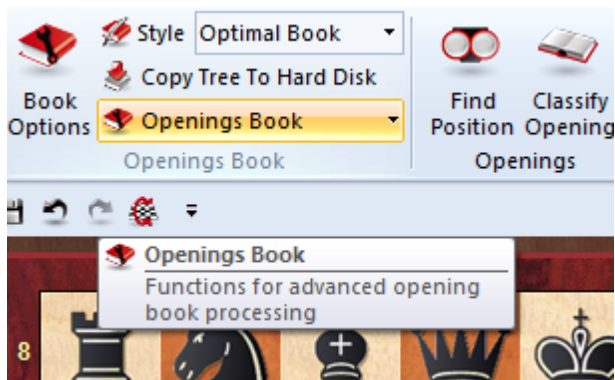 Style Optimal Book
Copy Tree To Hard Disk
Book
Options
Openings Book
Openings Book
Find
Position
Classify
Opening
Openings
Openings Book
Functions for advanced opening
book processing
8